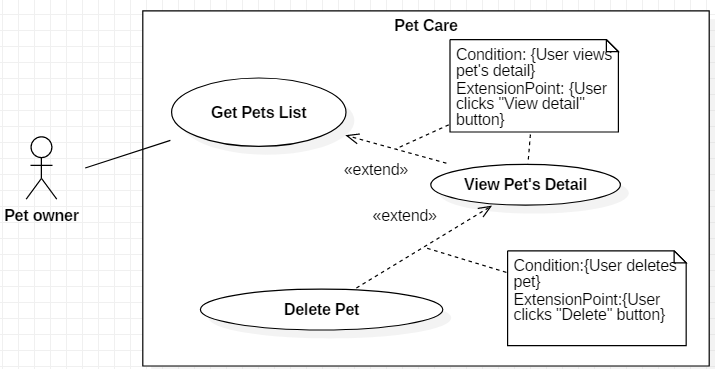 Pet Care
Condition: {User views
pet's detail}
ExtensionPoint: {User
clicks "View detail"
button}
Get Pets List
«extend»
View Pet's Detail
Pet owner
«extend»
Condition:{User deletes
pet}
ExtensionPoint:{User
clicks "Delete" button}
Delete Pet